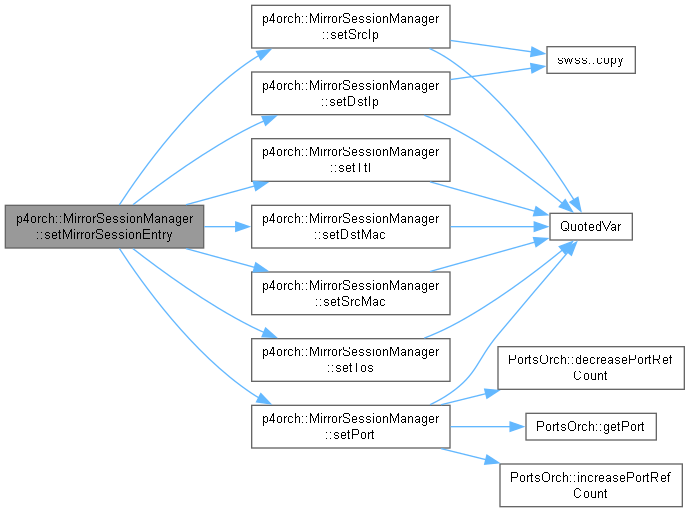 p4orch::MirrorSessionManager
::setSrcIp
p4orch::MirrorSessionManager
::setDstIp
p4orch::MirrorSessionManager
::setTtl
p4orch::MirrorSessionManager
::setDstMac
p4orch::MirrorSessionManager
::setSrcMac
p4orch::MirrorSessionManager
::setTos
p4orch::MirrorSessionManager
::setPort
p4orch::MirrorSessionManager
::setMirrorSessionEntry
swss::copy
QuotedVar
PortsOrch::decreasePortRef
Count
PortsOrch::getPort
PortsOrch::increasePortRef
Count